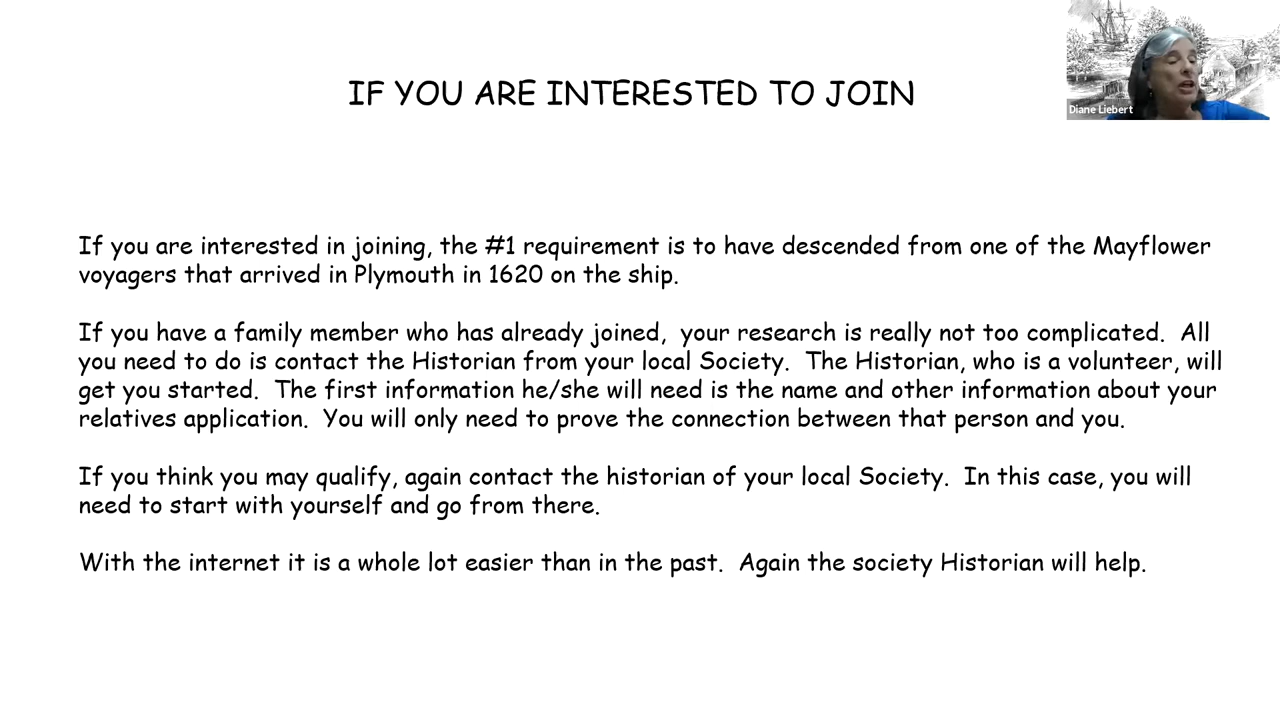 IF YOU ARE INTERESTED TO JOIN
Diane Liebert
If you are interested in joining, the #1 requirement is to have descended from one of the Mayflower
voyagers that arrived in Plymouth in 1620 on the ship.
If you have a family member who has already joined,  your research is really not too complicated.  All
you need to do is contact the Historian from your local Society.  The Historian, who is a volunteer, will
get you started.  The first information he/she will need is the name and other information about your
relatives application.  You will only need to prove the connection between that person and you.
If you think you may qualify, again contact the historian of your local Society.  In this case, you will
need to start with yourself and go from there.
With the internet it is a whole lot easier than in the past.  Again the society Historian will help.